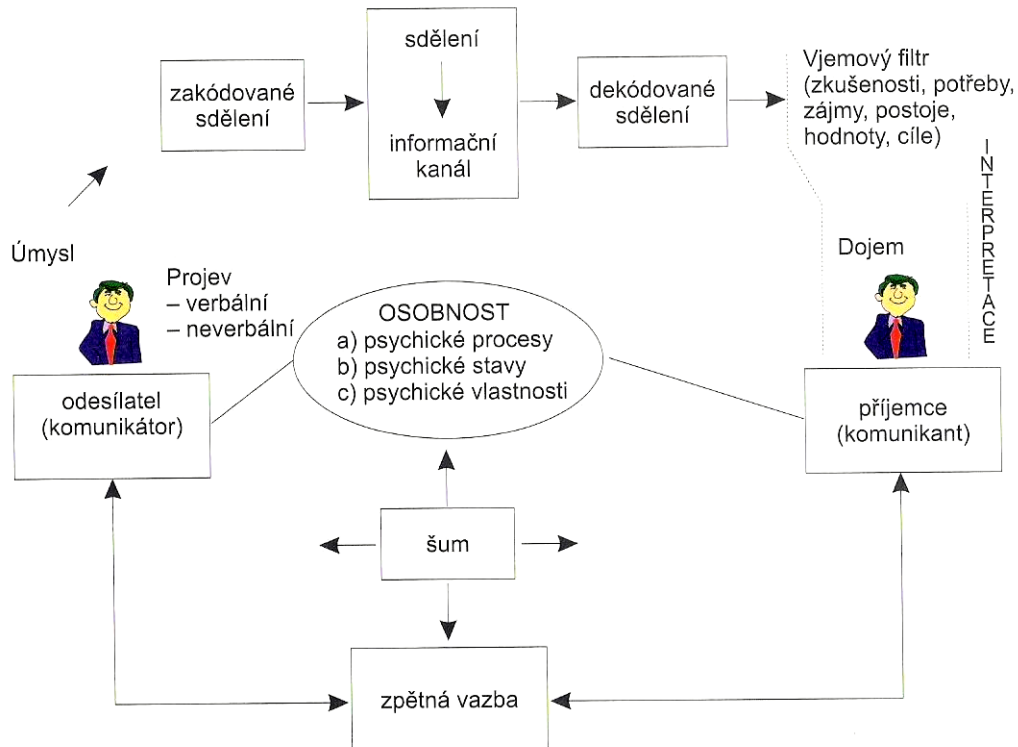 zakódované
sdělení
sdělení
informační
kanál
dekódované
sdělení
Vjemový filtr
(zkušenosti, potřeby,
zájmy, postoje,
hodnoty, cíle)
INTERPRETACE
Úmysl
Projev
– verbální
– neverbální
OSOBNOST
a) psychické procesy
b) psychické stavy
c) psychické vlastnosti
Dojem
odesílatel
(komunikátor)
příjemce
(komunikant)
šum
zpětná vazba